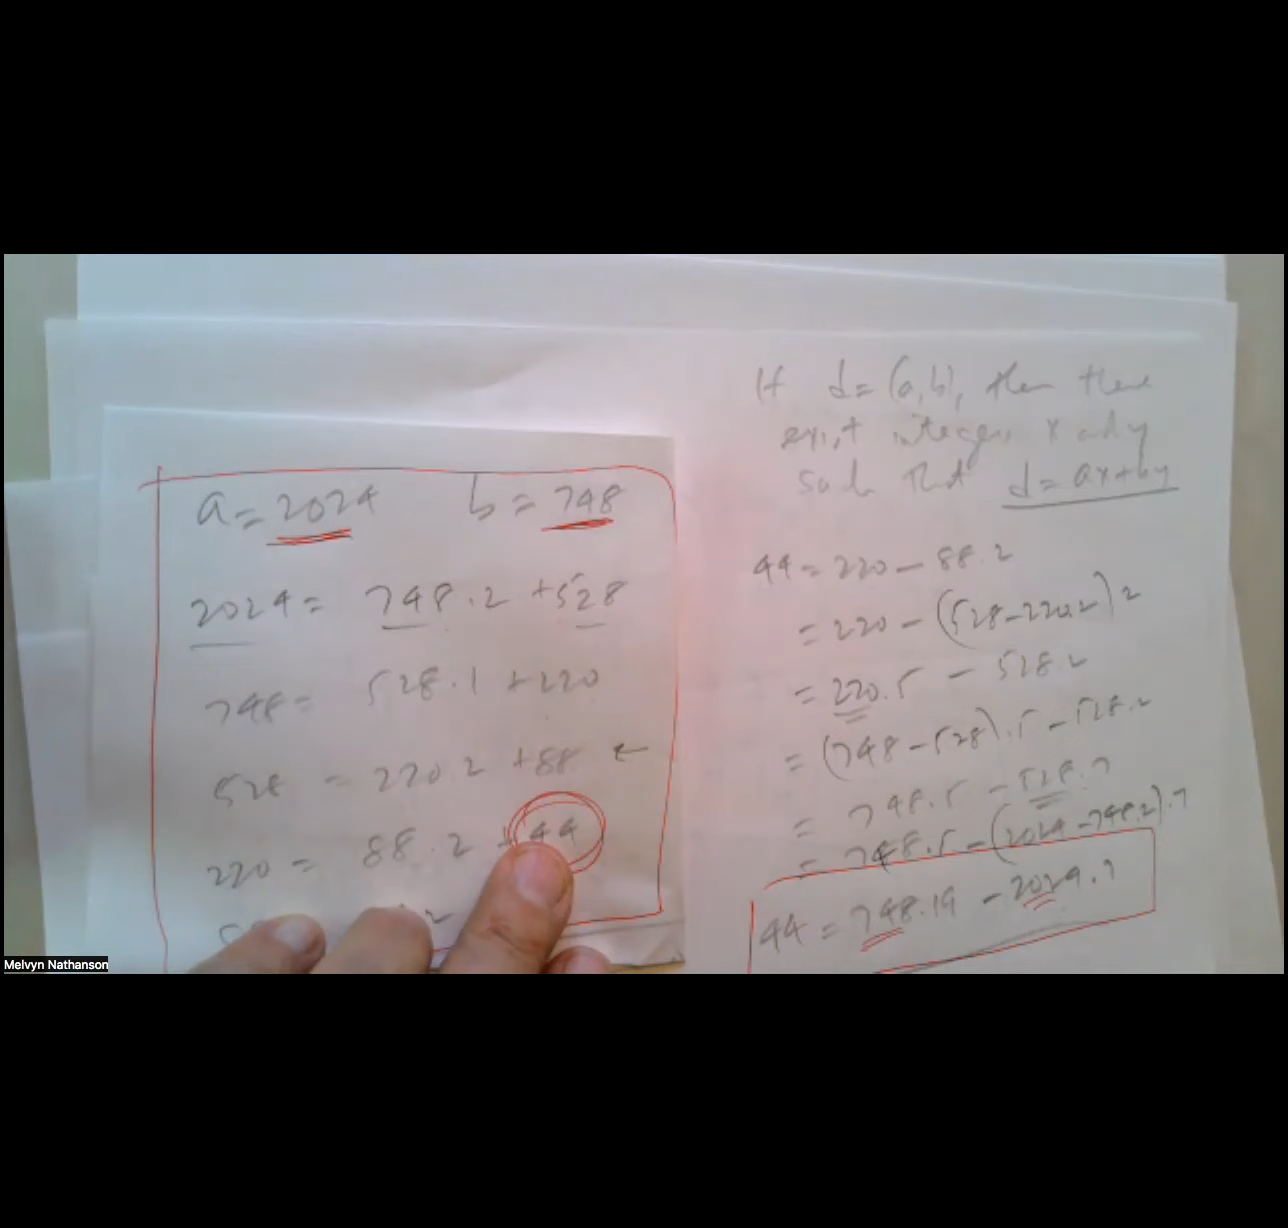 a = 2024 b = 748
2024 = 748.2 + 528
748 = 528.1 + 220
528 = 220.2 + 88 ←
220 = 88.2 + 44
If d = (a,b), then there
exist integers x and y
such that d = ax+by
44 = 220 - 88.2
= 220 - (528-220.2)2
= 220.5 - 528.2
= (748-528).5 - 528.2
= 748.5 - 528.7
= 748.5 - (2024-748.2).7
44 = 748.19 - 2024.7
Melvyn Nathanson